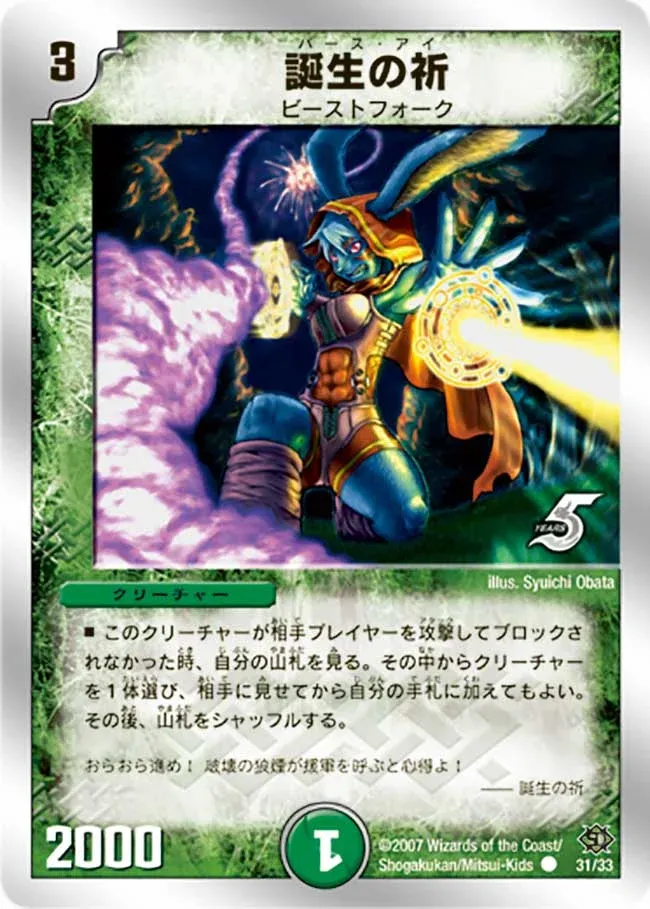 3
バース・アイ
誕生の祈
ビーストフォーク
YEARS 5
illus. Syuichi Obata
クリーチャー
■ このクリーチャーが相手プレイヤーを攻撃してブロックさ
れなかった時、自分の山札を見る。その中からクリーチャー
を1体選び、相手に見せてから自分の手札に加えてもよい。
その後、山札をシャッフルする。
おらおら進め！ 破壊の狼煙が援軍を呼ぶと心得よ！
—— 誕生の祈
2000
1
©2007 Wizards of the Coast/
Shogakukan/Mitsui-Kids
31/33